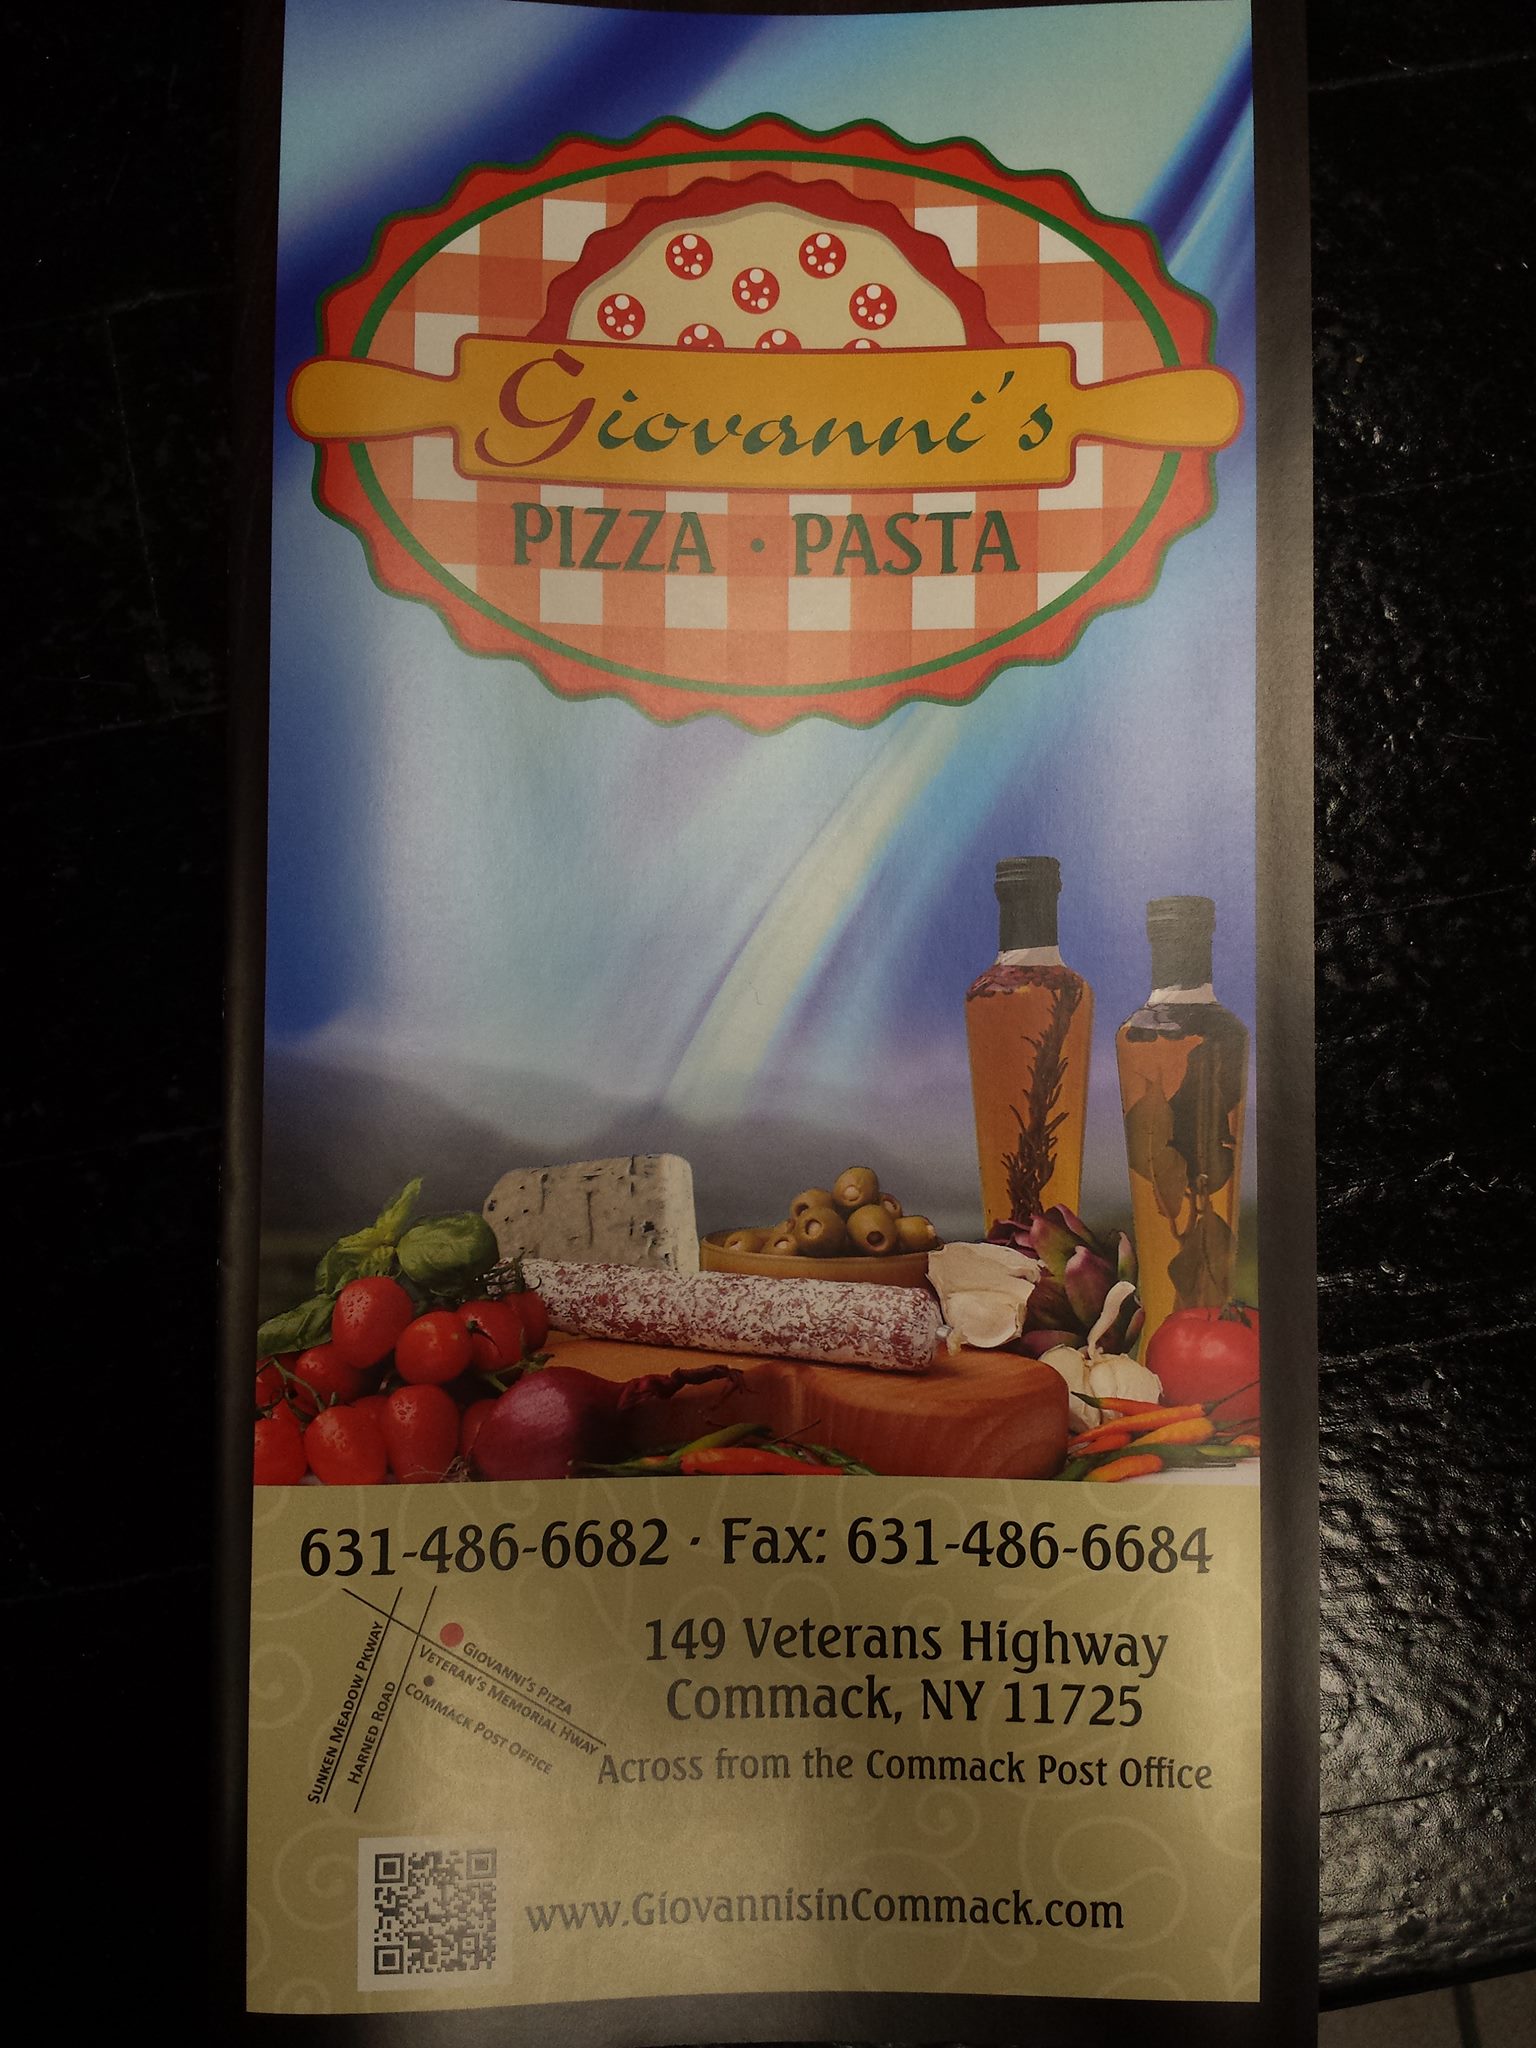 Giovanni's
PIZZA · PASTA
631-486-6682 · Fax: 631-486-6684
SUNKEN MEADOW PKWAY
HARNED ROAD
GIOVANNI'S PIZZA
VETERAN'S MEMORIAL HWAY
COMMACK POST OFFICE
149 Veterans Highway
Commack, NY 11725
Across from the Commack Post Office
www.GiovannisinCommack.com